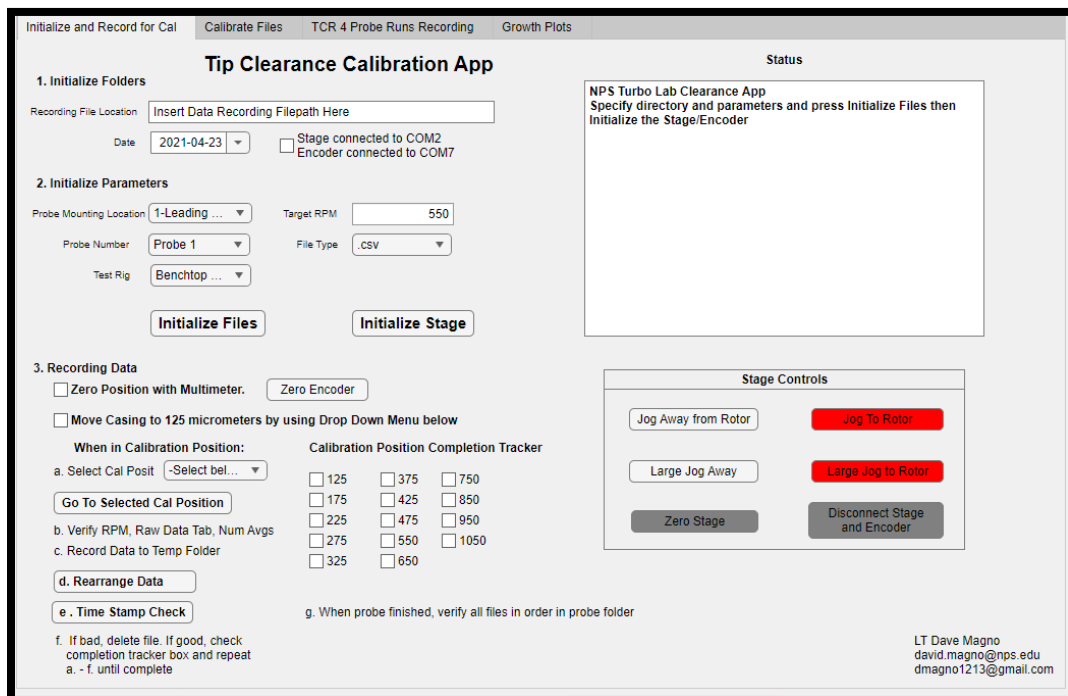 Initialize and Record for Cal
Calibrate Files
TCR 4 Probe Runs Recording
Growth Plots
Tip Clearance Calibration App
1. Initialize Folders
Recording File Location
Insert Data Recording Filepath Here
Date
2021-04-23
Stage connected to COM2
Encoder connected to COM7
2. Initialize Parameters
Probe Mounting Location
1-Leading ...
Target RPM
550
Probe Number
Probe 1
File Type
.csv
Test Rig
Benchtop ...
Initialize Files
Initialize Stage
Status
NPS Turbo Lab Clearance App
Specify directory and parameters and press Initialize Files then
Initialize the Stage/Encoder
3. Recording Data
Zero Position with Multimeter.
Zero Encoder
Move Casing to 125 micrometers by using Drop Down Menu below
When in Calibration Position:
a. Select Cal Posit
-Select bel...
Go To Selected Cal Position
b. Verify RPM, Raw Data Tab, Num Avgs
c. Record Data to Temp Folder
d. Rearrange Data
e . Time Stamp Check
f. If bad, delete file. If good, check
completion tracker box and repeat
a. - f. until complete
Calibration Position Completion Tracker
125
375
750
175
425
850
225
475
950
275
550
1050
325
650
g. When probe finished, verify all files in order in probe folder
Stage Controls
Jog Away from Rotor
Jog To Rotor
Large Jog Away
Large Jog to Rotor
Zero Stage
Disconnect Stage
and Encoder
LT Dave Magno
david.magno@nps.edu
dmagno1213@gmail.com